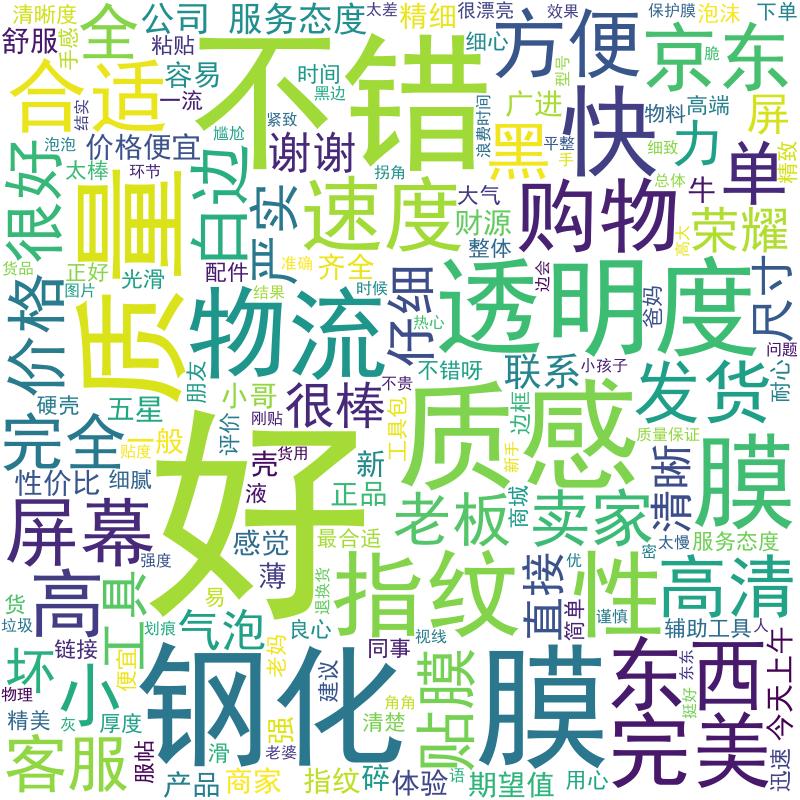 清晰度
手感
全
公司
服务态度
太差
精细
很漂亮
效果
保护膜
泡沫
下单
舒服
粘贴
不错
细心
方便
型号
京东
脆
合适
容易
一流
时间
黑边
广进
快
物料
高端
屏
结实
紧致
浪费时间
泡泡
价格便宜
尴尬
谢谢
黑
平整
手
细致
力
单
精致
很好
太棒
环节
白边
严实
拐角
速度
大气
财源
整体
购物
总体
牛
高大
荣耀
质量
货品
正好
图片
光滑
配件
准确
齐全
仔细
透明度
边会
爸妈
尺寸
价格
物流
结果
时候
热心
问题
硬壳
五星
朋友
小哥
很棒
不贵
不错呀
联系
小孩子
发货
耐心
完全
贴度
一般
评价
刚贴
工具包
质感
边框
质量保证
性价比
细腻
好
壳
货用
液
新
正品
新手
商城
老板
卖家
清晰
膜
屏幕
强度
感觉
最合适
密
太慢
服务态度
高
工具
易
薄
退换货
指纹
直接
优
性
高清
货
垃圾
划痕
气泡
良心
视线
简单
谨慎
辅助工具
人
坏
小
链接
便宜
老妈
建议
同事
东西
东东
今天上午
物理
钢化
膜
贴膜
角角
挺好
精美
灰
厚度
服帖
滑
强
老婆
清楚
完美
迅速
客服
产品
商家
指纹
碎
体验
语
期望值
用心